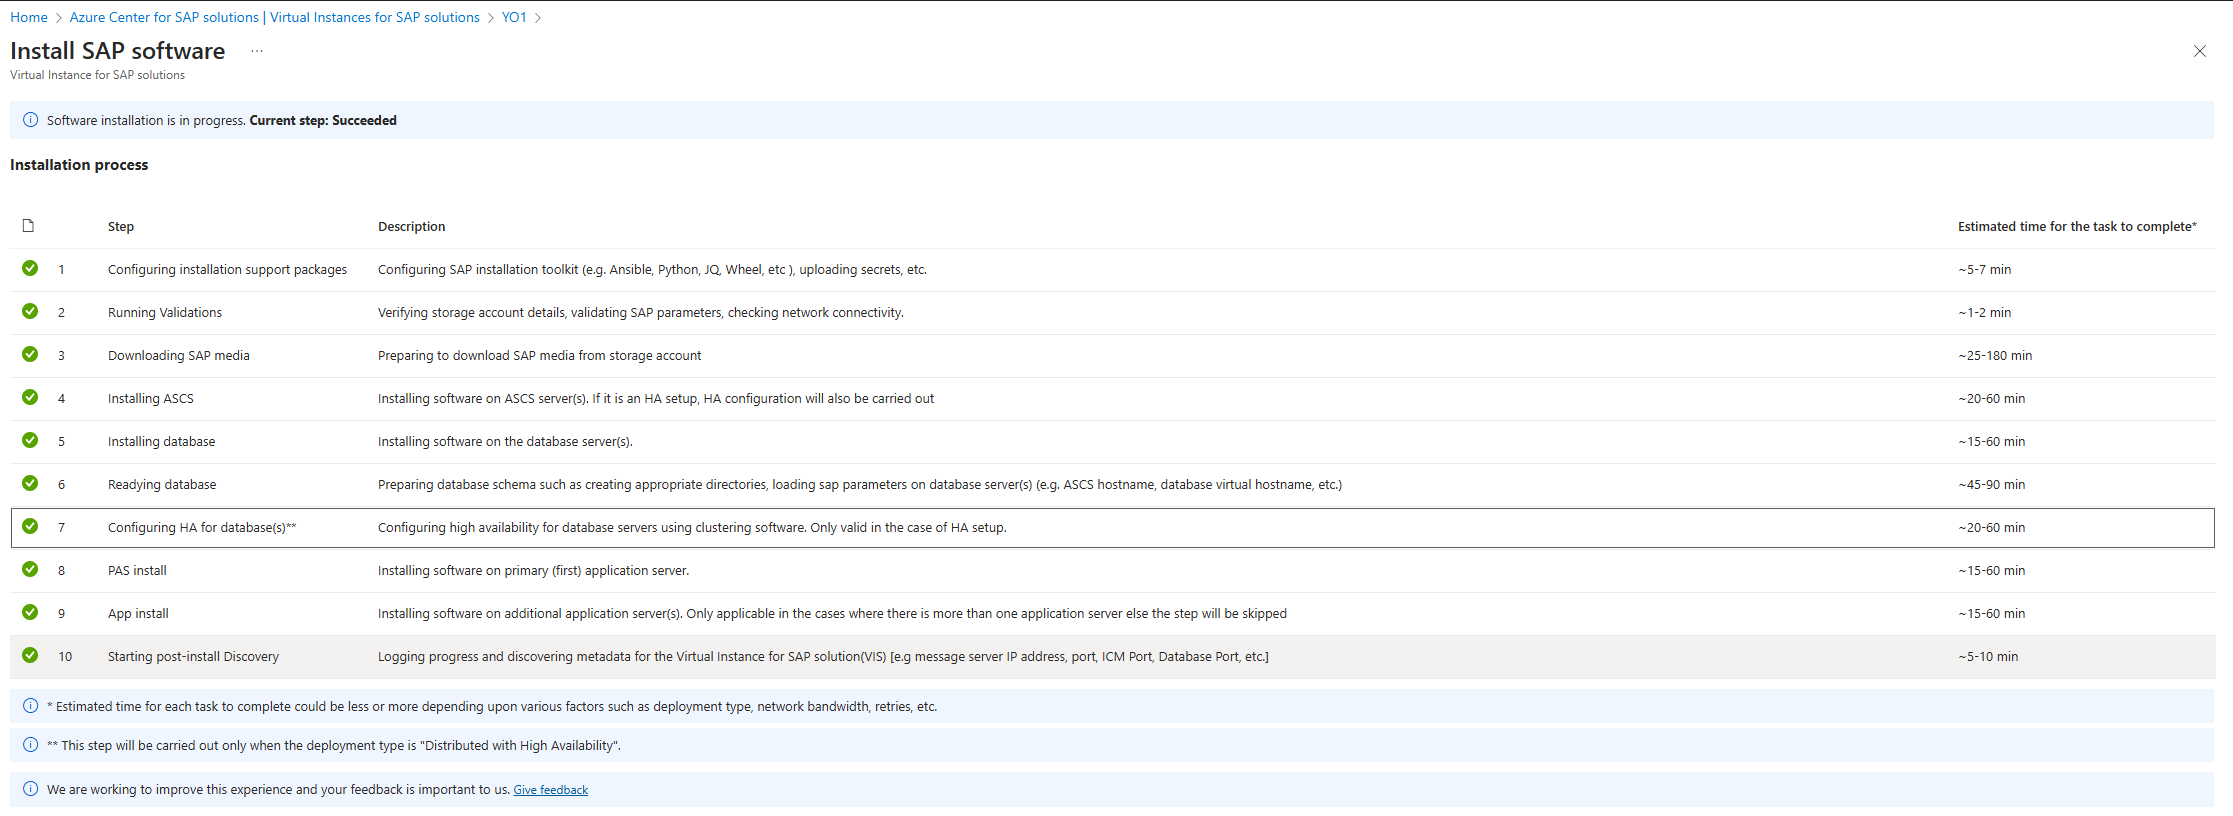 Home > Azure Center for SAP solutions | Virtual Instances for SAP solutions > YO1 >
Install SAP software ...
Virtual Instance for SAP solutions
Software installation is in progress. Current step: Succeeded
Installation process
Step Description Estimated time for the task to complete*
1 Configuring installation support packages Configuring SAP installation toolkit (e.g. Ansible, Python, JQ, Wheel, etc ), uploading secrets, etc. ~5-7 min
2 Running Validations Verifying storage account details, validating SAP parameters, checking network connectivity. ~1-2 min
3 Downloading SAP media Preparing to download SAP media from storage account ~25-180 min
4 Installing ASCS Installing software on ASCS server(s). If it is an HA setup, HA configuration will also be carried out ~20-60 min
5 Installing database Installing software on the database server(s). ~15-60 min
6 Readying database Preparing database schema such as creating appropriate directories, loading sap parameters on database server(s) (e.g. ASCS hostname, database virtual hostname, etc.) ~45-90 min
7 Configuring HA for database(s)** Configuring high availability for database servers using clustering software. Only valid in the case of HA setup. ~20-60 min
8 PAS install Installing software on primary (first) application server. ~15-60 min
9 App install Installing software on additional application server(s). Only applicable in the cases where there is more than one application server else the step will be skipped ~15-60 min
10 Starting post-install Discovery Logging progress and discovering metadata for the Virtual Instance for SAP solution(VIS) [e.g message server IP address, port, ICM Port, Database Port, etc.] ~5-10 min
* Estimated time for each task to complete could be less or more depending upon various factors such as deployment type, network bandwidth, retries, etc.
** This step will be carried out only when the deployment type is "Distributed with High Availability".
We are working to improve this experience and your feedback is important to us. Give feedback